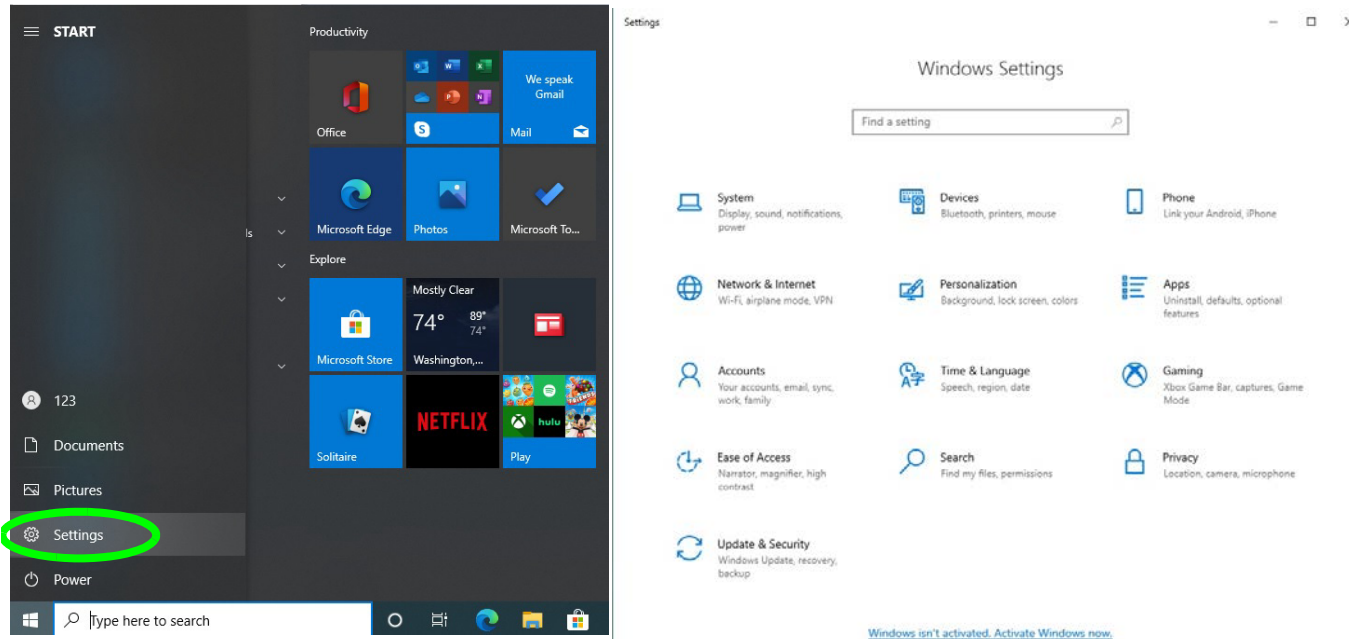 START
Productivity
Office
S
We speak
Gmail
Mail
Microsoft Edge
Photos
Microsoft To...
ls
Explore
Microsoft Store
Mostly Clear
74° 89°
74°
Washington,...
Solitaire
NETFLIX
hulu
Play
123
Documents
Pictures
Settings
Power
Type here to search
Settings
Windows Settings
Find a setting
System
Display, sound, notifications,
power
Devices
Bluetooth, printers, mouse
Phone
Link your Android, iPhone
Network & Internet
Wi-Fi, airplane mode, VPN
Personalization
Background, lock screen, colors
Apps
Uninstall, defaults, optional
features
Accounts
Your accounts, email, sync,
work, family
Time & Language
Speech, region, date
Gaming
Xbox Game Bar, captures, Game
Mode
Ease of Access
Narrator, magnifier, high
contrast
Search
Find my files, permissions
Privacy
Location, camera, microphone
Update & Security
Windows Update, recovery,
backup
Windows isn't activated. Activate Windows now.